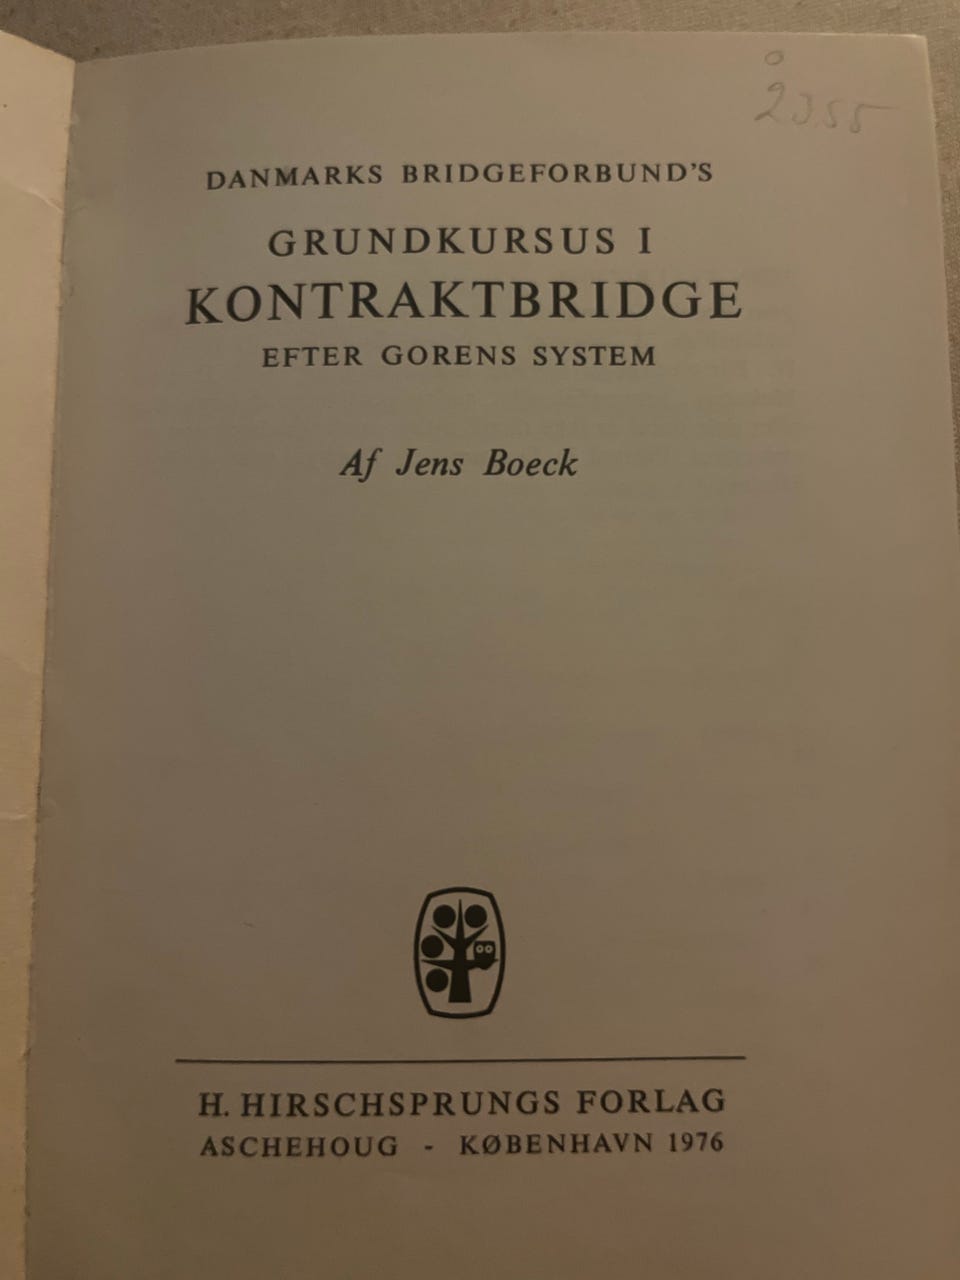 2355
DANMARKS BRIDGEFORBUND'S
GRUNDKURSUS I
KONTRAKTBRIDGE
EFTER GORENS SYSTEM
Af Jens Boeck
H. HIRSCHSPRUNGS FORLAG
ASCHEHOUG - KØBENHAVN 1976